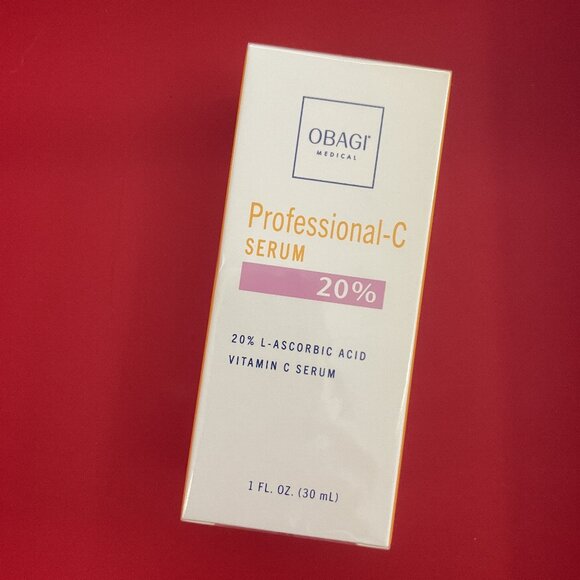 OBAGI®
MEDICAL
Professional-C
SERUM
20%
20% L-ASCORBIC ACID
VITAMIN C SERUM
1 FL. OZ. (30 mL)